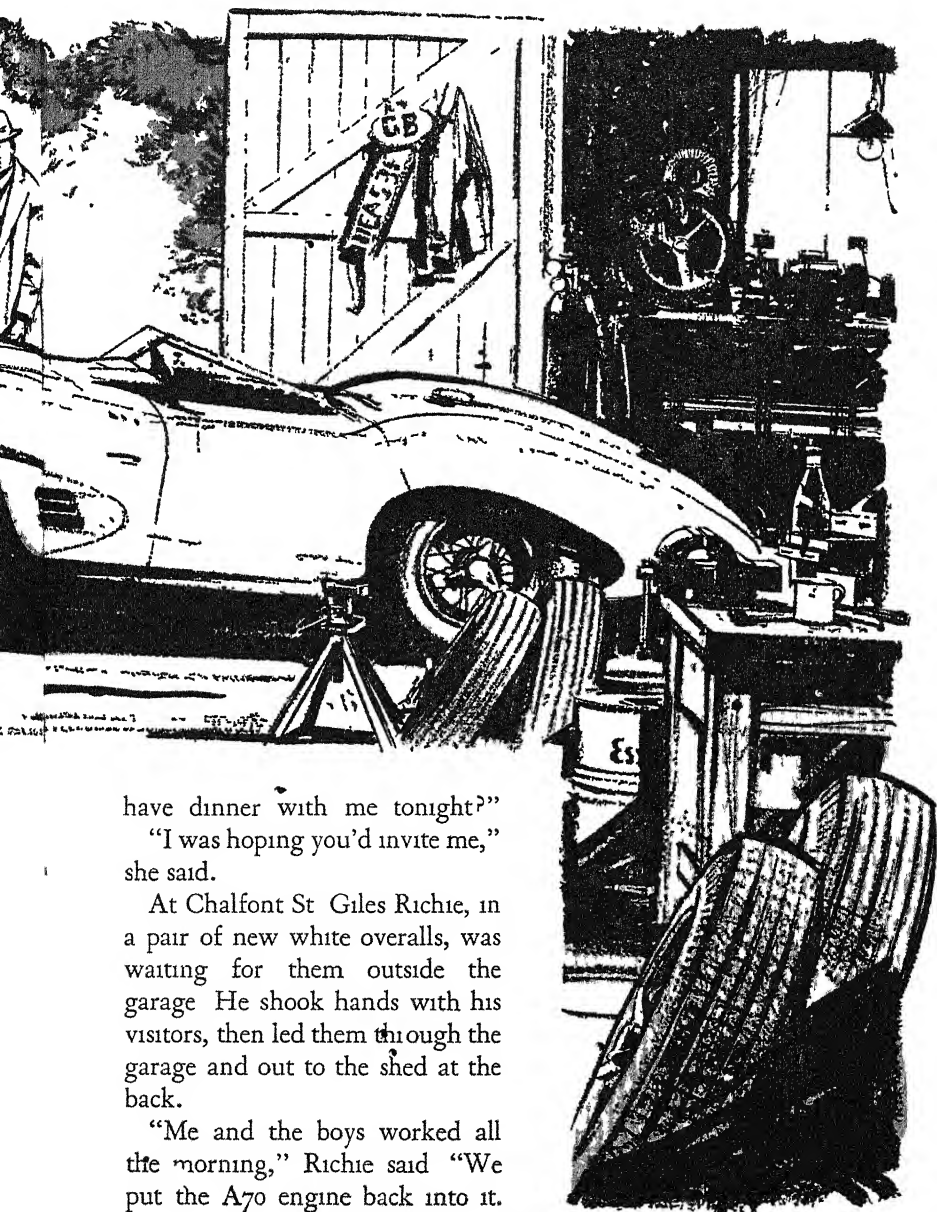 GB
Ess
have dinner with me tonight?"
"I was hoping you'd invite me,"
she said.
At Chalfont St Giles Richie, in
a pair of new white overalls, was
waiting for them outside the
garage He shook hands with his
visitors, then led them through the
garage and out to the shed at the
back.
"Me and the boys worked all
the morning," Richie said "We
put the A70 engine back into it.